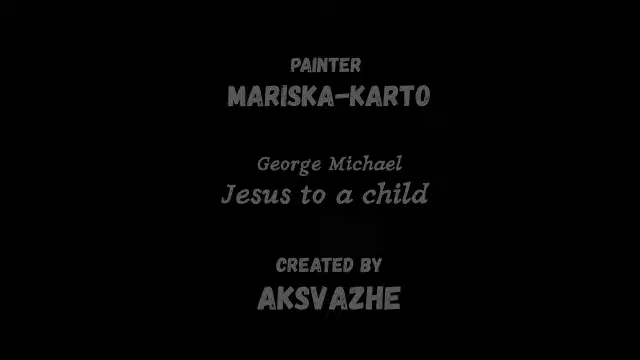 PAINTER
MARISKA-KARTO
George Michael
Jesus to a child
CREATED BY
AKSVAZHE